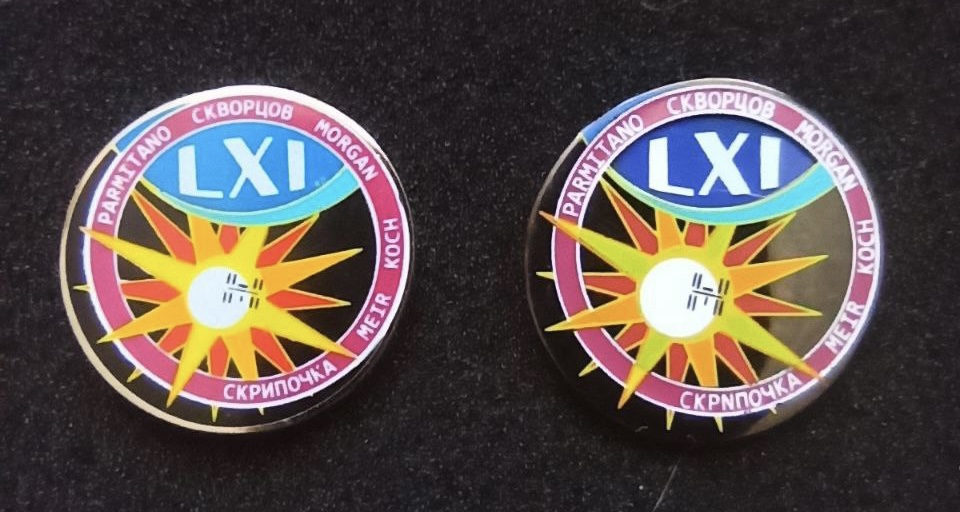 PARMITANO СКВОРЦОВ MORGAN KOCH MEIR СКРИПОЧКА
LXI
PARMITANO СКВОРЦОВ MORGAN KOCH MEIR СКРNПОЧКА
LXI